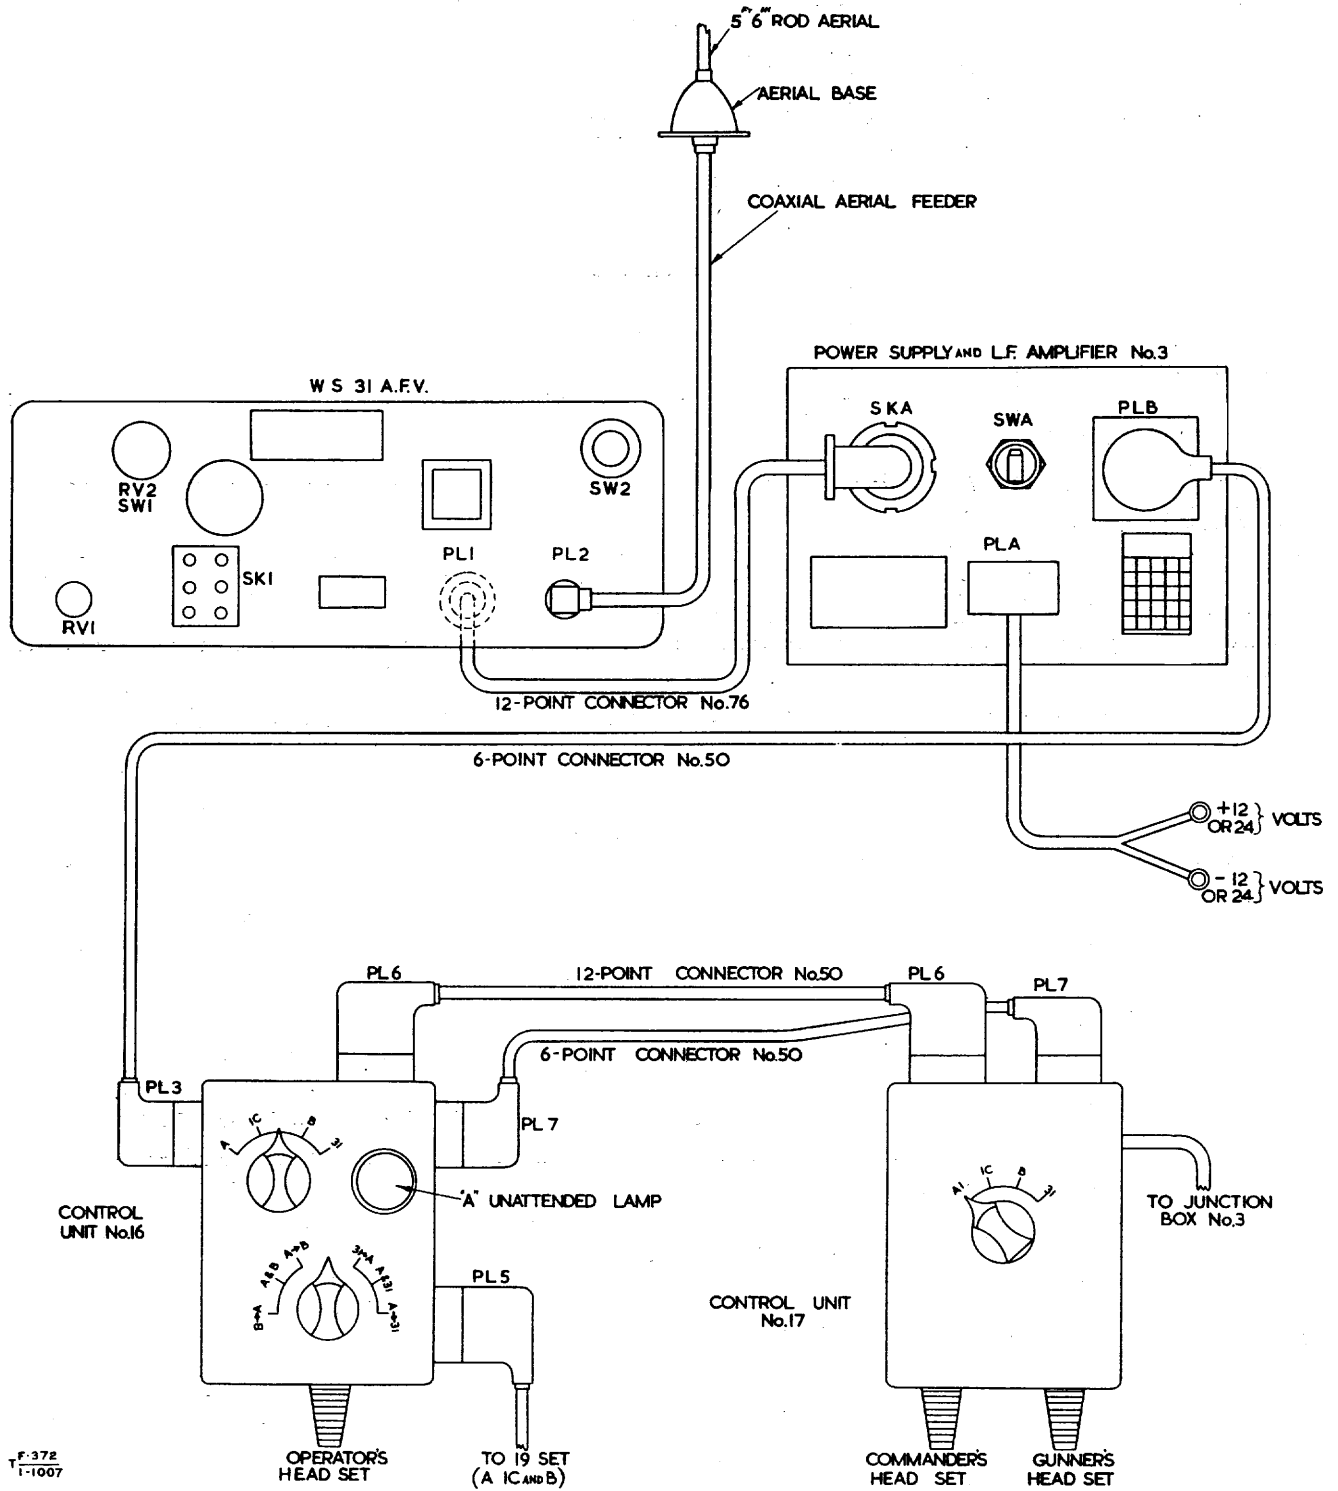 5 FT 6 IN ROD AERIAL
AERIAL BASE
COAXIAL AERIAL FEEDER
POWER SUPPLY AND L.F. AMPLIFIER No.3
W S 31 A.F.V.
SKA
SWA
PLB
RV2
SW1
SW2
PL1
PL2
PLA
SK1
RV1
12-POINT CONNECTOR No.76
6-POINT CONNECTOR No.50
+12
OR 24} VOLTS
-12
OR 24} VOLTS
PL6
12-POINT CONNECTOR No.50
PL6
PL7
6-POINT CONNECTOR No.50
PL3
PL7
A IC B 31
"A" UNATTENDED LAMP
CONTROL
UNIT No.16
A1 IC B 31
TO JUNCTION
BOX No.3
B→A A&B A→B 31→A A&31 A→31
PL5
CONTROL UNIT
No.17
OPERATOR'S
HEAD SET
TO 19 SET
(A IC AND B)
COMMANDER'S
HEAD SET
GUNNER'S
HEAD SET
T F·372
1-1007